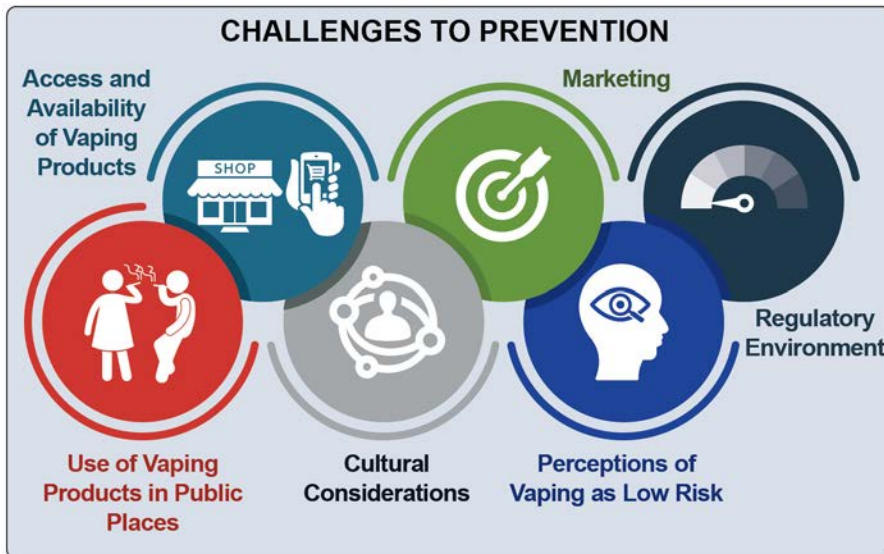 CHALLENGES TO PREVENTION
Access and
Availability
of Vaping
Products
SHOP
Marketing
Regulatory
Environment
Use of Vaping
Products in Public
Places
Cultural
Considerations
Perceptions of
Vaping as Low Risk